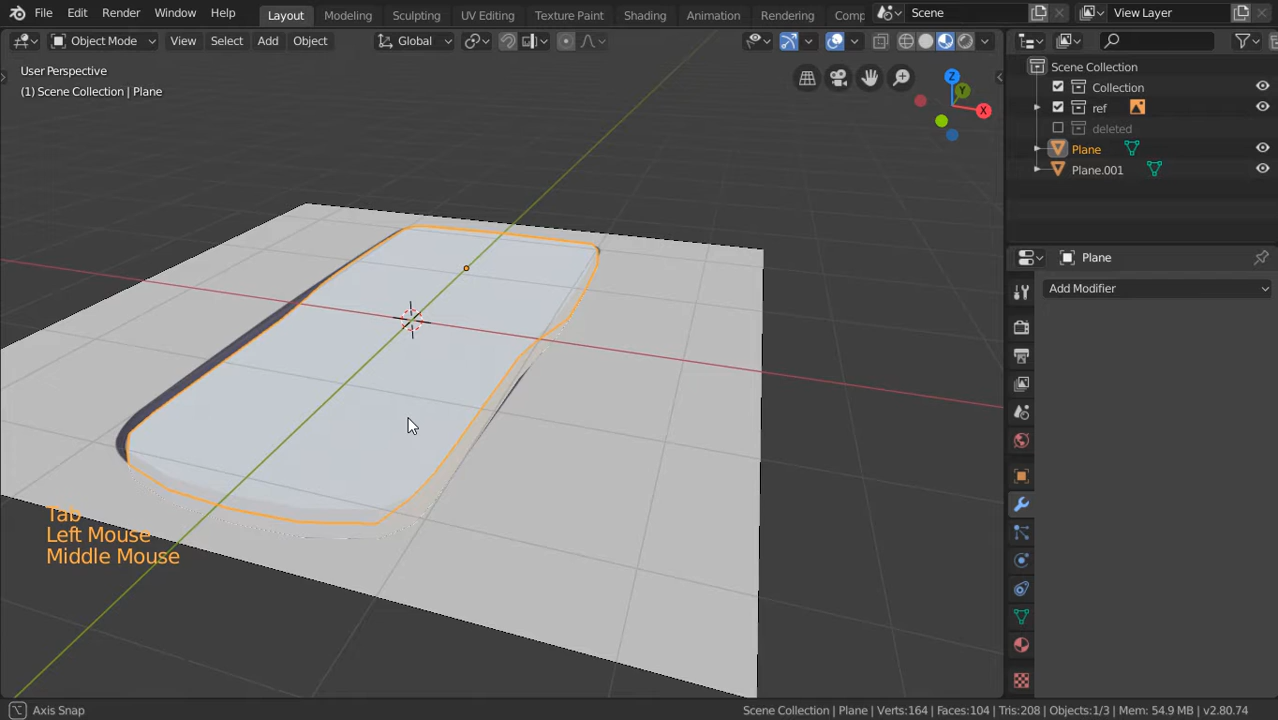 File Edit Render Window Help Layout Modeling Sculpting UV Editing Texture Paint Shading Animation Rendering Comp Scene View Layer
Object Mode View Select Add Object Global
User Perspective
(1) Scene Collection | Plane
Z
Y
X
Scene Collection
Collection
ref
deleted
Plane
Plane.001
Plane
Add Modifier
Tab
Left Mouse
Middle Mouse
Axis Snap
Scene Collection | Plane | Verts:164 | Faces:104 | Tris:208 | Objects:1/3 | Mem: 54.9 MB | v2.80.74